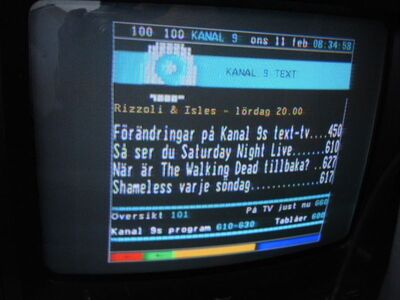 100 100 KANAL 9 ons 11 feb 08:34:58
KANAL 9 TEXT
Rizzoli & Isles - lördag 20.00
Förändringar på Kanal 9s text-tv....450
Så ser du Saturday Night Live......610
När är The Walking Dead tillbaka? ..627
Shameless varje söndag.............617
På TV just nu 660
Översikt 101
Tablåer 600
Kanal 9s program 610-630